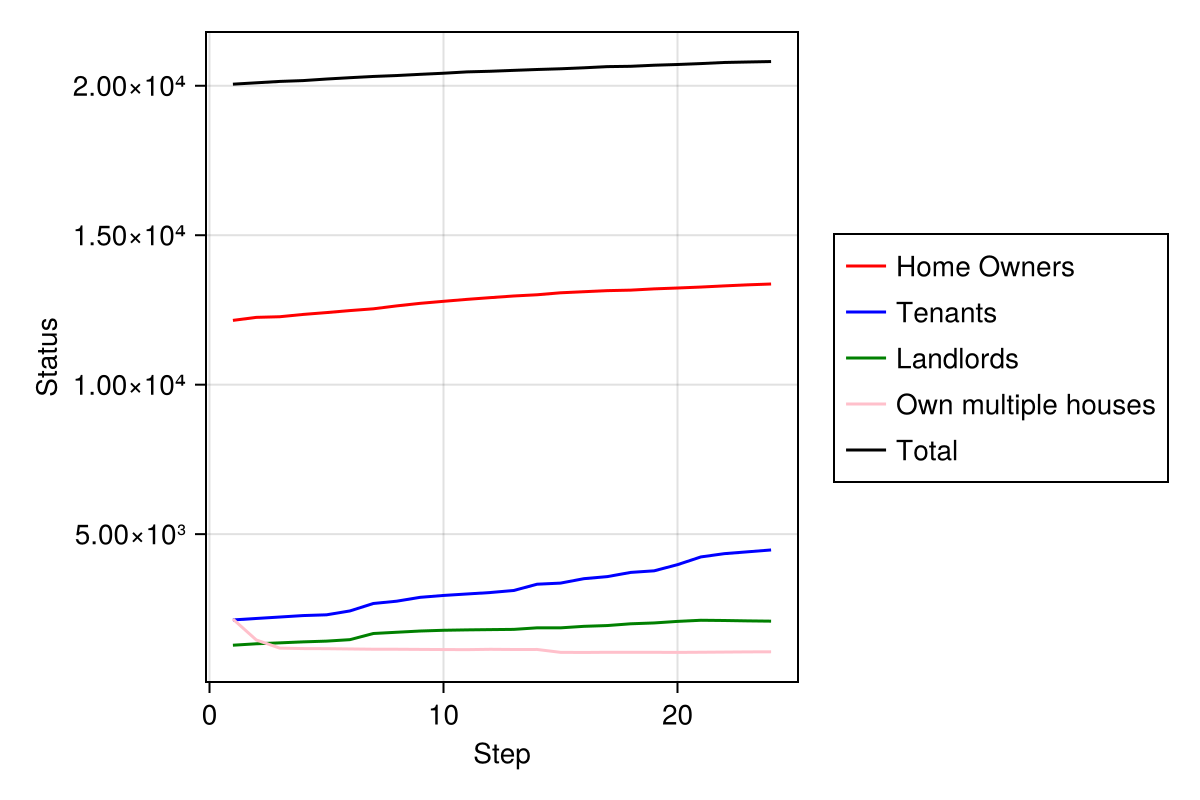 2.00×10⁴
1.50×10⁴
1.00×10⁴
5.00×10³
Status
0
10
20
Step
Home Owners
Tenants
Landlords
Own multiple houses
Total